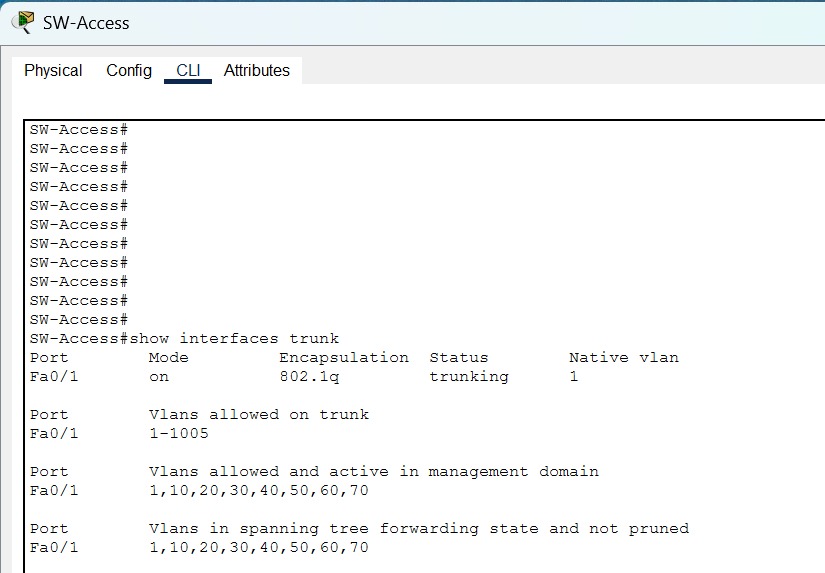 SW-Access
Physical Config CLI Attributes
SW-Access#
SW-Access#
SW-Access#
SW-Access#
SW-Access#
SW-Access#
SW-Access#
SW-Access#
SW-Access#
SW-Access#
SW-Access#
SW-Access#show interfaces trunk
Port Mode Encapsulation Status Native vlan
Fa0/1 on 802.1q trunking 1
Port Vlans allowed on trunk
Fa0/1 1-1005
Port Vlans allowed and active in management domain
Fa0/1 1,10,20,30,40,50,60,70
Port Vlans in spanning tree forwarding state and not pruned
Fa0/1 1,10,20,30,40,50,60,70